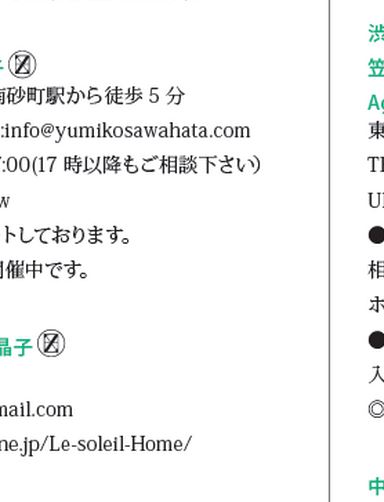 南砂町駅から徒歩 5 分
:info@yumikosawahata.com
:00(17 時以降もご相談下さい)
w
トしております。
開催中です。
晶子
mail.com
ne.jp/Le-soleil-Home/
渋
笠
Ag
東
TE
U
●
相
ホ
●
入
◎
中